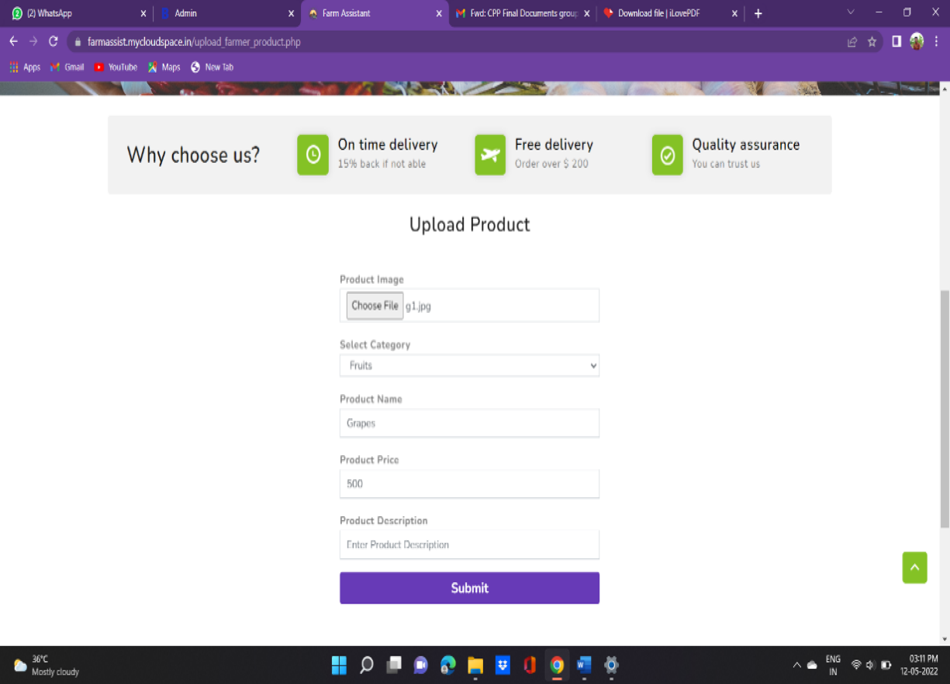 (2) WhatsApp
Admin
Farm Assistant
Fwd: CPP Final Documents group
Download file | iLovePDF
farmassist.mycloudspace.in/upload_farmer_product.php
Apps
Gmail
YouTube
Maps
New Tab
Why choose us?
On time delivery
15% back if not able
Free delivery
Order over $ 200
Quality assurance
You can trust us
Upload Product
Product Image
Choose File g1.jpg
Select Category
Fruits
Product Name
Grapes
Product Price
500
Product Description
Enter Product Description
Submit
36°C
Mostly cloudy
ENG
IN
03:11 PM
12-05-2022